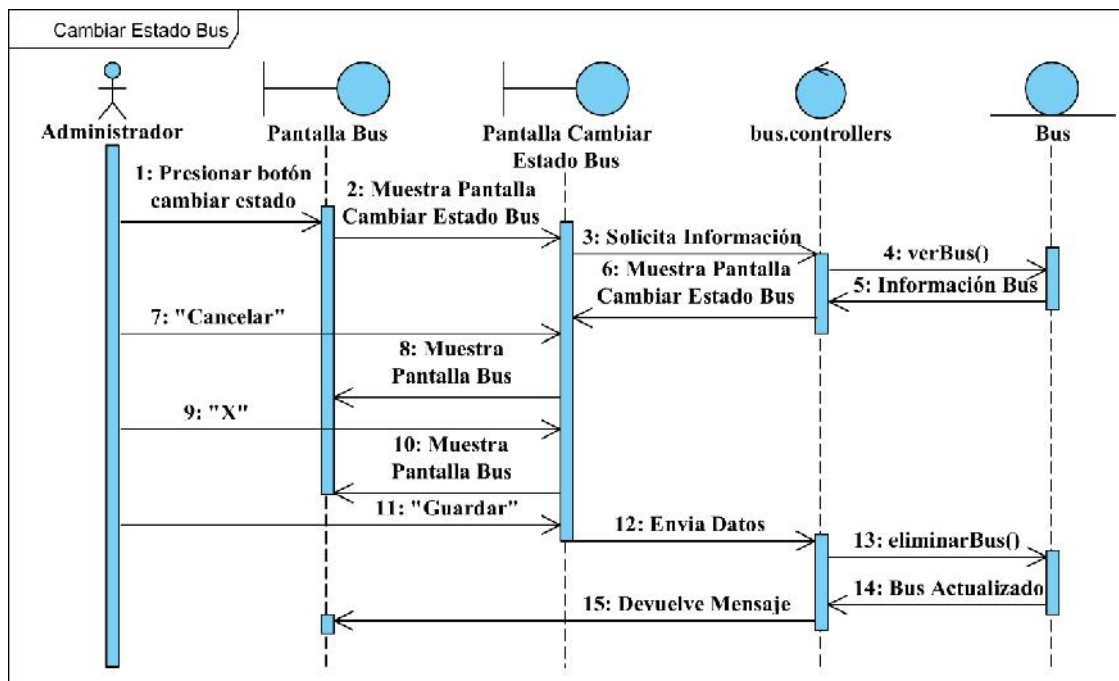 Cambiar Estado Bus
Administrador
Pantalla Bus
Pantalla Cambiar
Estado Bus
bus.controllers
Bus
1: Presionar botón
cambiar estado
2: Muestra Pantalla
Cambiar Estado Bus
3: Solicita Información
4: verBus()
5: Información Bus
6: Muestra Pantalla
Cambiar Estado Bus
7: "Cancelar"
8: Muestra
Pantalla Bus
9: "X"
10: Muestra
Pantalla Bus
11: "Guardar"
12: Envia Datos
13: eliminarBus()
14: Bus Actualizado
15: Devuelve Mensaje